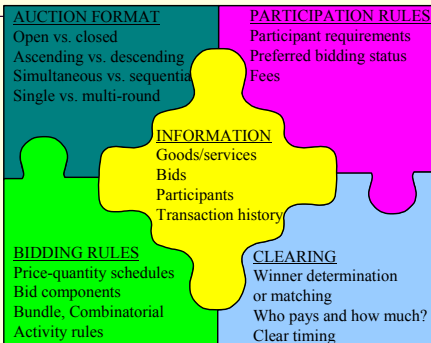 AUCTION FORMAT
Open vs. closed
Ascending vs. descending
Simultaneous vs. sequentia
Single vs. multi-round
PARTICIPATION RULES
Participant requirements
Preferred bidding status
Fees
INFORMATION
Goods/services
Bids
Participants
Transaction history
BIDDING RULES
Price-quantity schedules
Bid components
Bundle, Combinatorial
Activity rules
CLEARING
Winner determination
or matching
Who pays and how much?
Clear timing